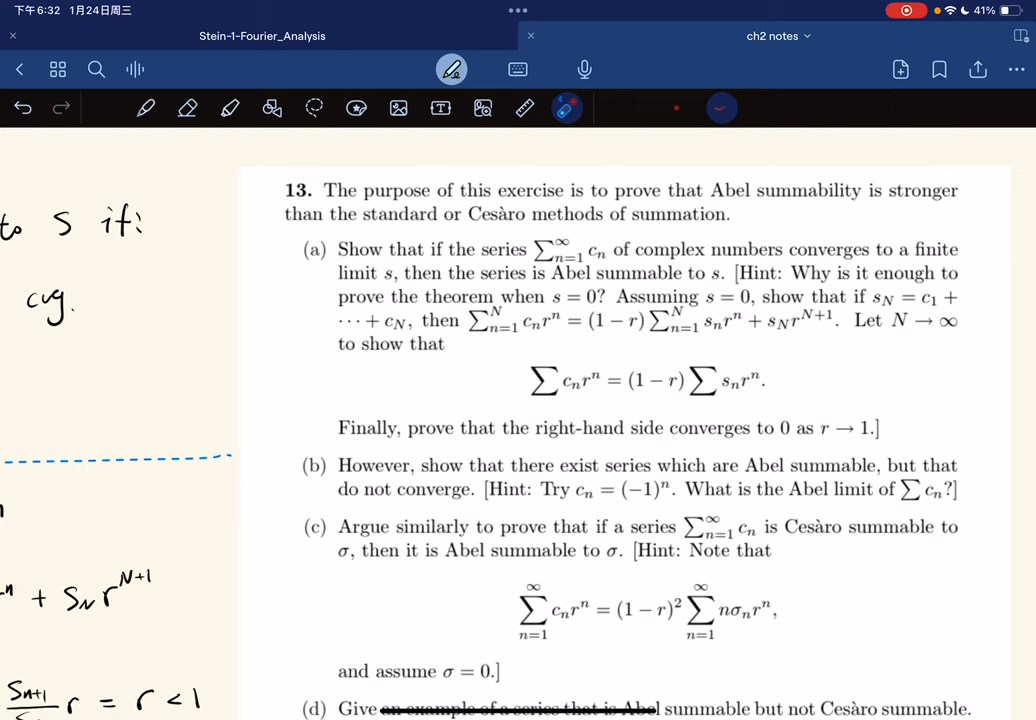 下午6:32 1月24日周三
41%
Stein-1-Fourier_Analysis
ch2 notes
to S if:
cvg.
+ S_N r^{N+1}
r = r < 1
13. The purpose of this exercise is to prove that Abel summability is stronger
than the standard or Cesàro methods of summation.
(a) Show that if the series ∑_{n=1}^{∞} c_n of complex numbers converges to a finite
limit s, then the series is Abel summable to s. [Hint: Why is it enough to
prove the theorem when s = 0? Assuming s = 0, show that if s_N = c_1 +
⋯ + c_N, then ∑_{n=1}^{N} c_n r^n = (1 − r) ∑_{n=1}^{N} s_n r^n + s_N r^{N+1}. Let N → ∞
to show that
∑ c_n r^n = (1 − r) ∑ s_n r^n.
Finally, prove that the right-hand side converges to 0 as r → 1.]
(b) However, show that there exist series which are Abel summable, but that
do not converge. [Hint: Try c_n = (−1)^n. What is the Abel limit of ∑ c_n?]
(c) Argue similarly to prove that if a series ∑_{n=1}^{∞} c_n is Cesàro summable to
σ, then it is Abel summable to σ. [Hint: Note that
∑_{n=1}^{∞} c_n r^n = (1 − r)^2 ∑_{n=1}^{∞} nσ_n r^n,
and assume σ = 0.]
(d) Give an example of a series that is Abel summable but not Cesàro summable.